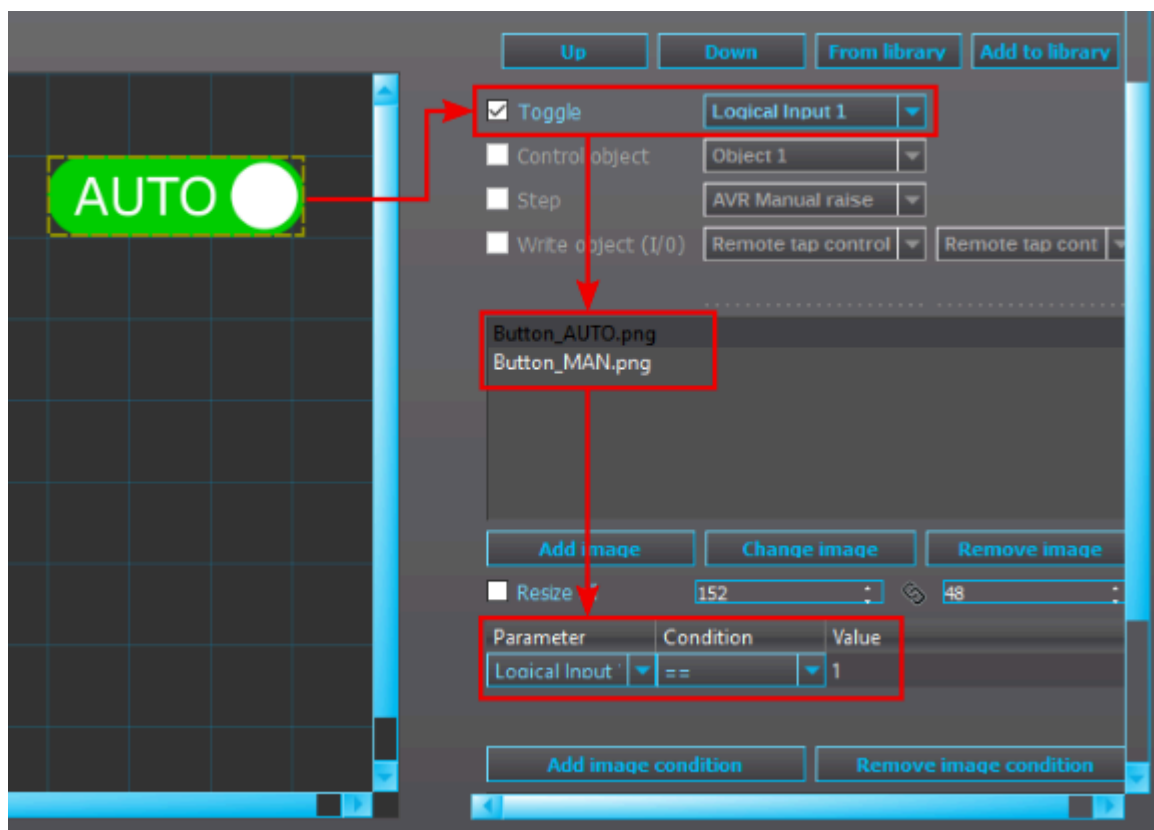 Up Down From library Add to library
Toggle Logical Input 1
AUTO
Control object Object 1
Step AVR Manual raise
Write object (I/0) Remote tap control Remote tap cont
Button_AUTO.png
Button_MAN.png
Add image Change image Remove image
Resize
152 48
Parameter Condition Value
Logical Input == 1
Add image condition Remove image condition